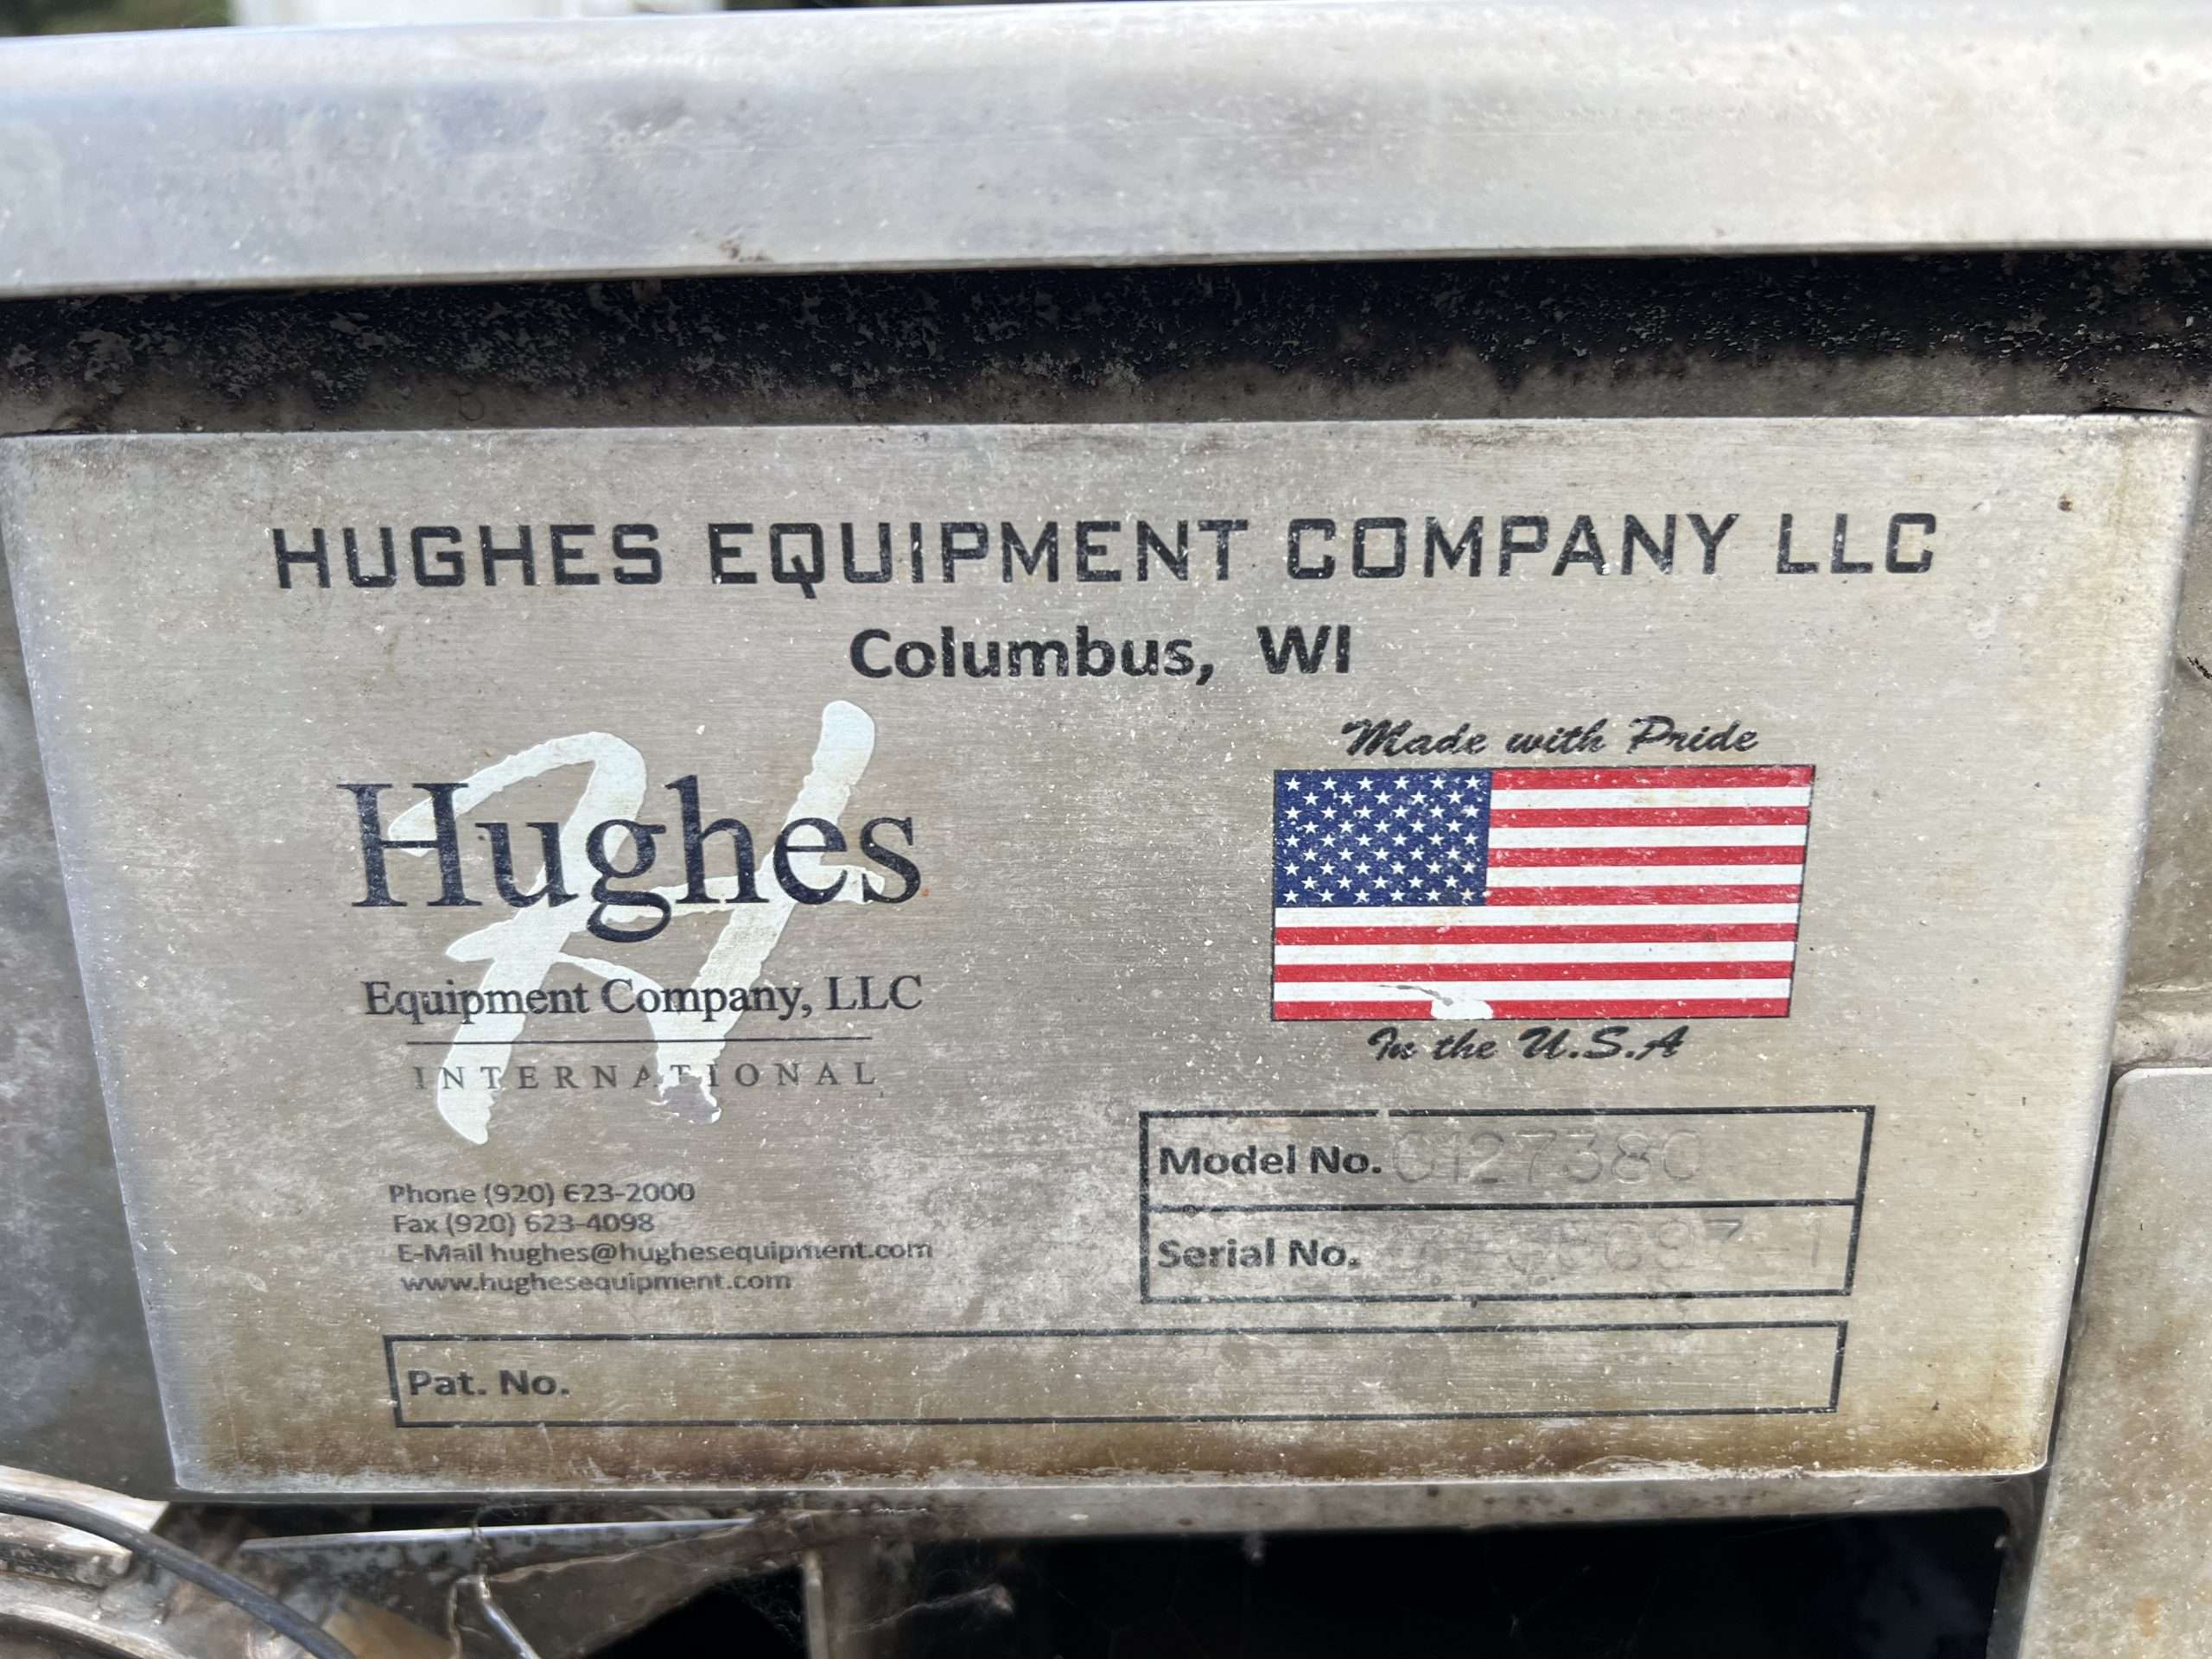 HUGHES EQUIPMENT COMPANY LLC
Columbus, WI
Hughes
Equipment Company, LLC
INTERNATIONAL
Made with Pride
In the U.S.A
Phone (920) 623-2000
Fax (920) 623-4098
E-Mail hughes@hughesequipment.com
www.hughesequipment.com
Model No.
Serial No.
Pat. No.